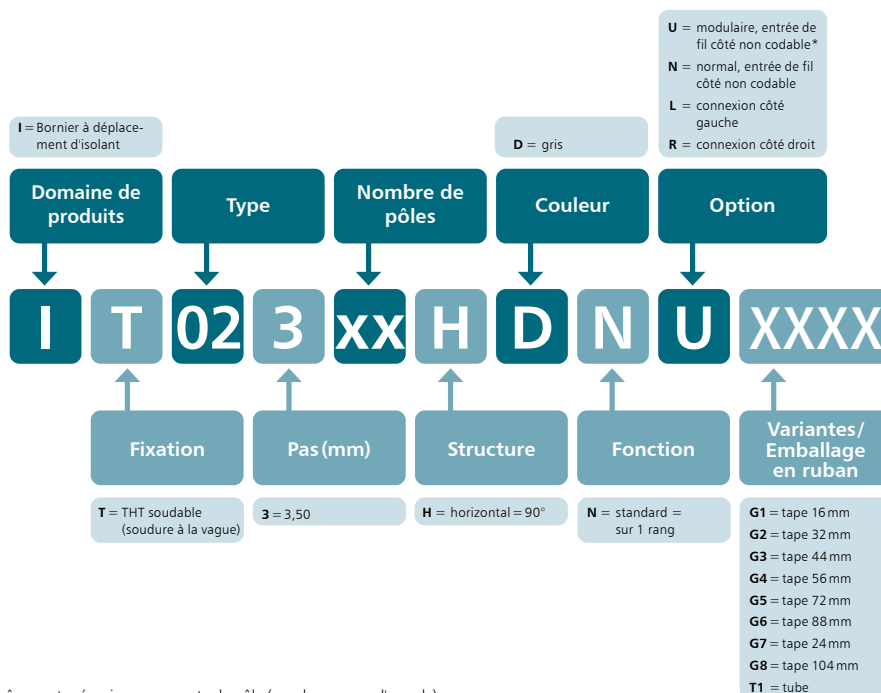 U = modulaire, entrée de
fil côté non codable*
N = normal, entrée de fil
côté non codable
L = connexion côté
gauche
R = connexion côté droit
I = Bornier à déplace-
ment d'isolant
D = gris
Domaine de
produits
Type
Nombre de
pôles
Couleur
Option
I T 02 3 xx H D N U XXXX
Fixation
Pas (mm)
Structure
Fonction
Variantes/
Emballage
en ruban
T = THT soudable
(soudure à la vague)
3 = 3,50
H = horizontal = 90°
N = standard =
sur 1 rang
G1 = tape 16 mm
G2 = tape 32 mm
G3 = tape 44 mm
G4 = tape 56 mm
G5 = tape 72 mm
G6 = tape 88 mm
G7 = tape 24 mm
G8 = tape 104 mm
T1 = tube